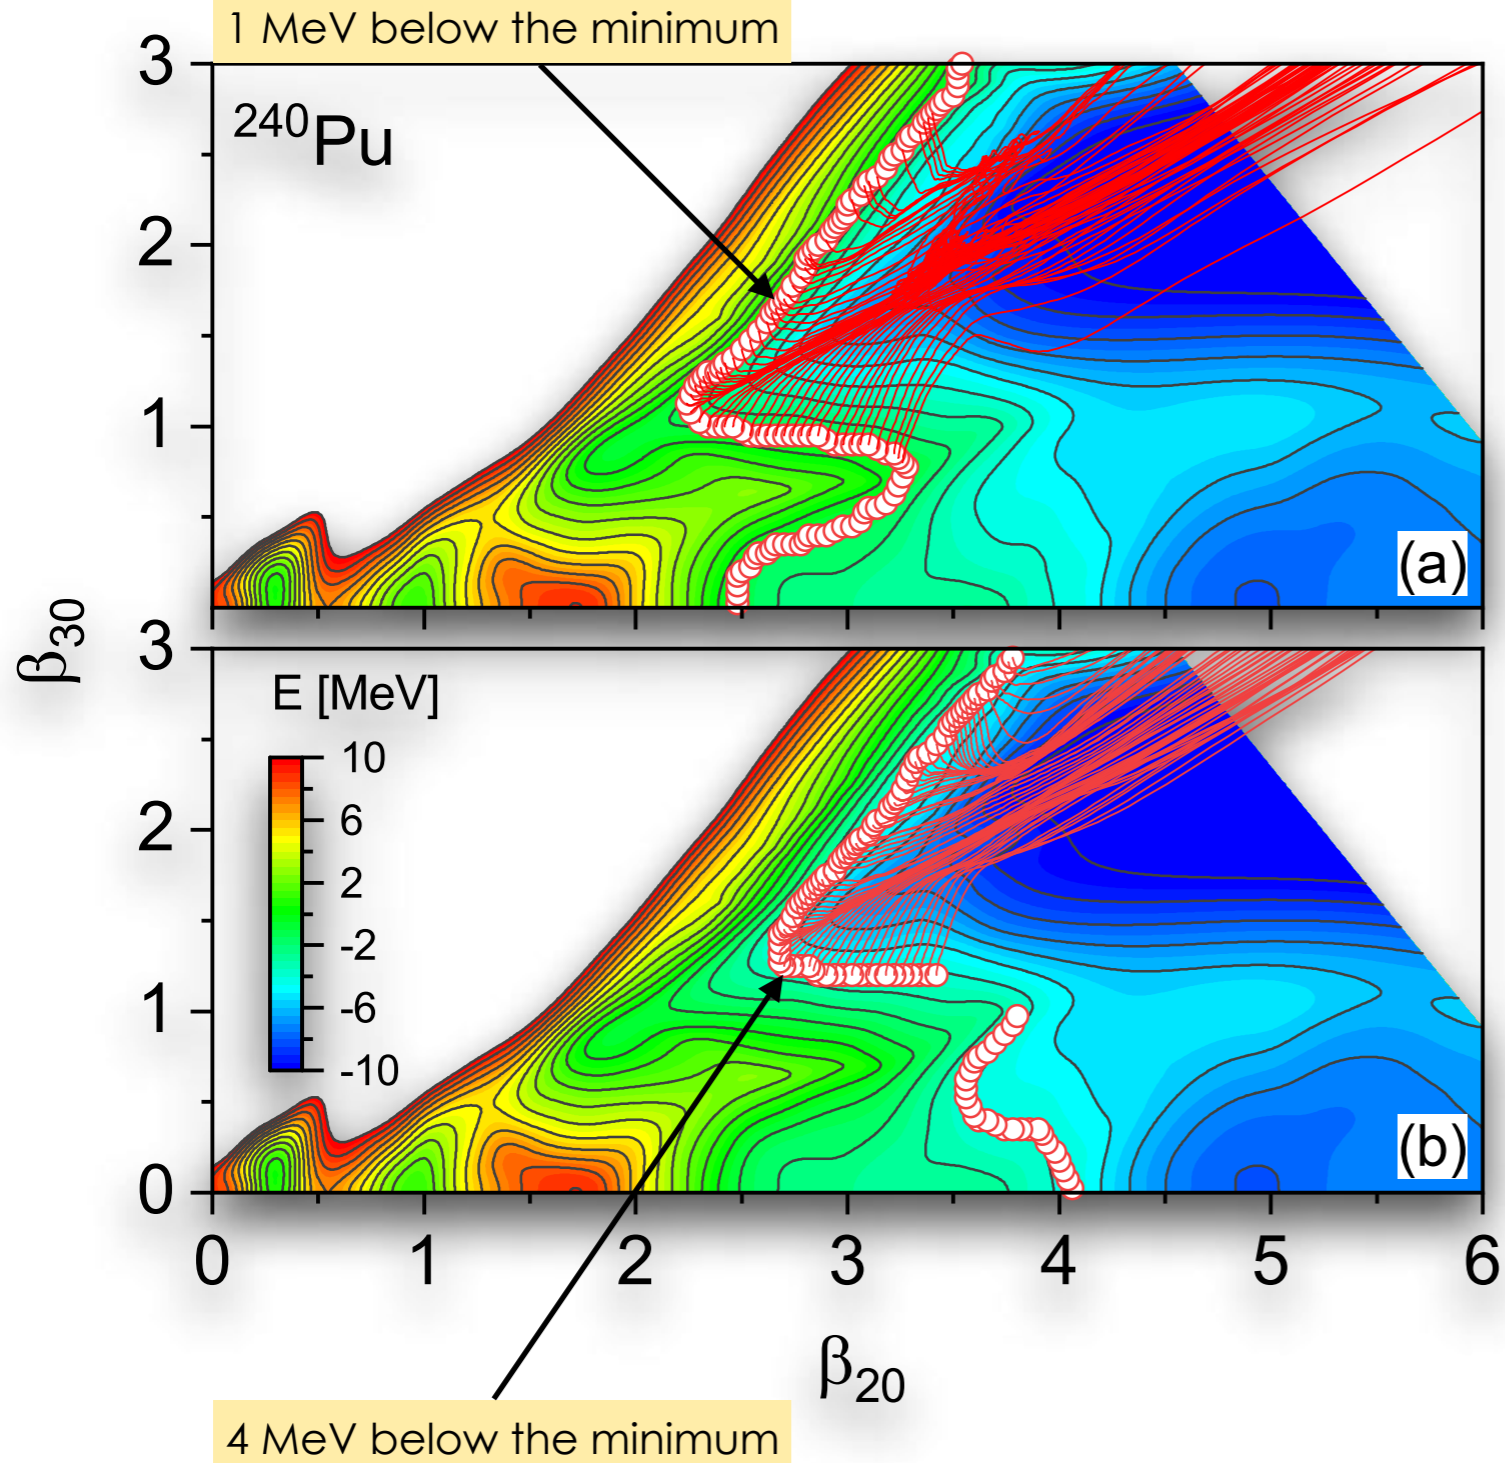 1 MeV below the minimum
3
²⁴⁰Pu
2
1
(a)
β₃₀
3
E [MeV]
10
6
2
-2
-6
-10
2
1
0
(b)
0 1 2 3 4 5 6
β₂₀
4 MeV below the minimum